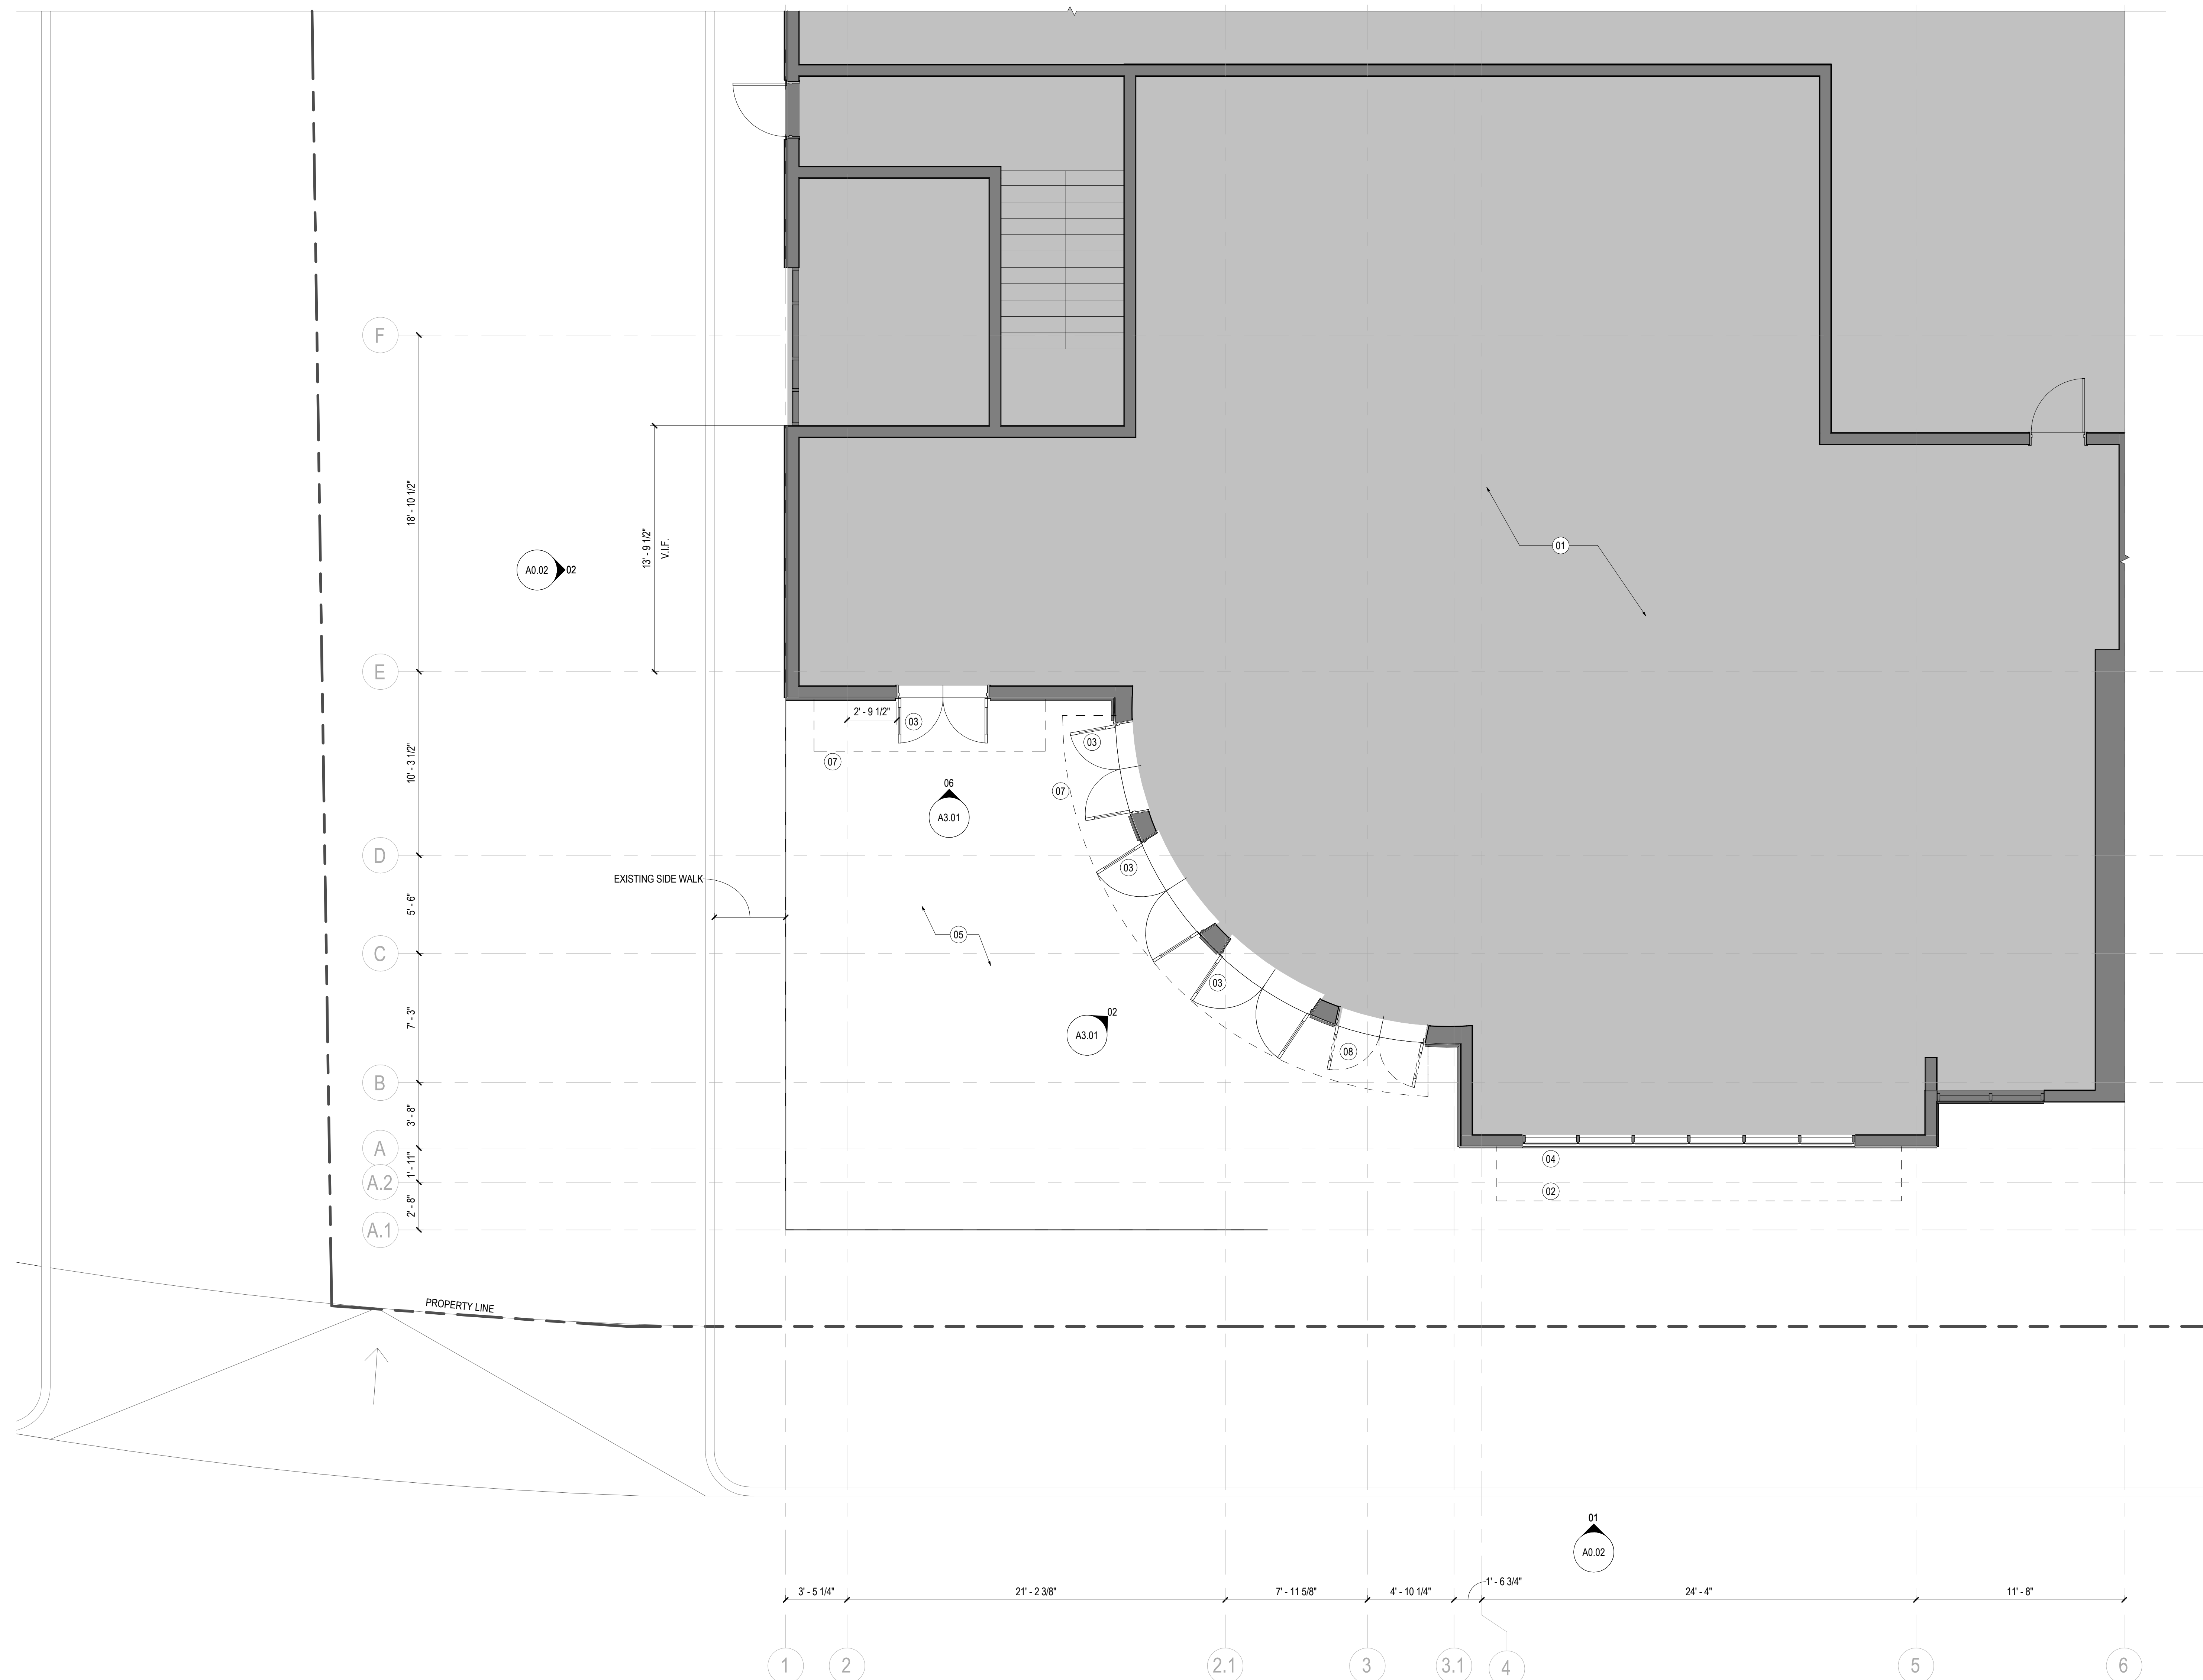 F
18' - 10 1/2"
13' - 9 1/2"
V.I.F.
A0.02
02
01
E
2' - 9 1/2"
03
03
07
07
10' - 3 1/2"
06
A3.01
D
03
EXISTING SIDE WALK
5' - 6"
05
C
03
7' - 3"
02
A3.01
08
B
3' - 8"
A
04
1' - 11"
A.2
02
2' - 8"
A.1
PROPERTY LINE
01
A0.02
3' - 5 1/4"
21' - 2 3/8"
7' - 11 5/8"
4' - 10 1/4"
1' - 6 3/4"
24' - 4"
11' - 8"
1
2
2.1
3
3.1
4
5
6